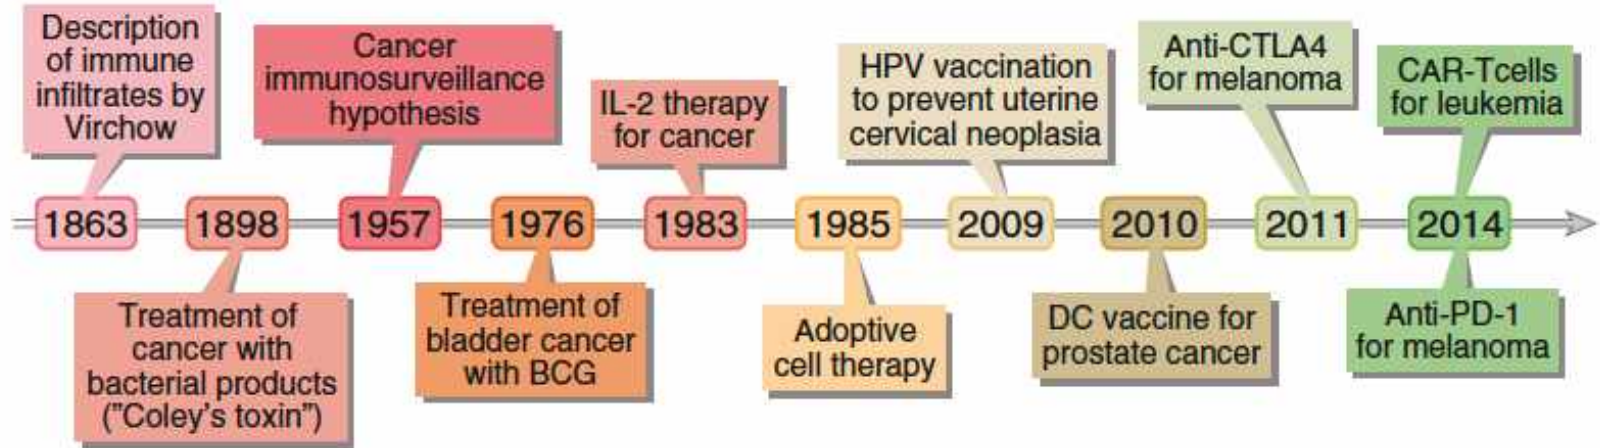 Description
of immune
infiltrates by
Virchow
Cancer
immunosurveillance
hypothesis
IL-2 therapy
for cancer
HPV vaccination
to prevent uterine
cervical neoplasia
Anti-CTLA4
for melanoma
CAR-Tcells
for leukemia
1863
1898
1957
1976
1983
1985
2009
2010
2011
2014
Treatment of
cancer with
bacterial products
("Coley's toxin")
Treatment of
bladder cancer
with BCG
Adoptive
cell therapy
DC vaccine for
prostate cancer
Anti-PD-1
for melanoma